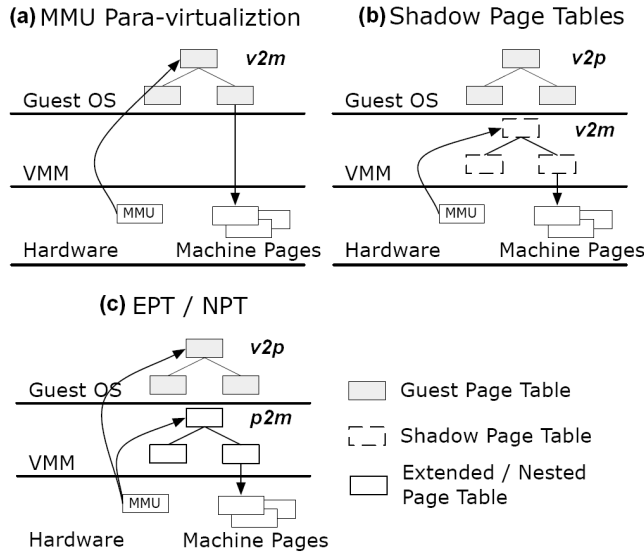 (a) MMU Para-virtualiztion
v2m
Guest OS
VMM
MMU
Hardware
Machine Pages
(b) Shadow Page Tables
v2p
Guest OS
v2m
VMM
MMU
Hardware
Machine Pages
(c) EPT / NPT
v2p
Guest OS
p2m
VMM
MMU
Hardware
Machine Pages
Guest Page Table
Shadow Page Table
Extended / Nested
Page Table